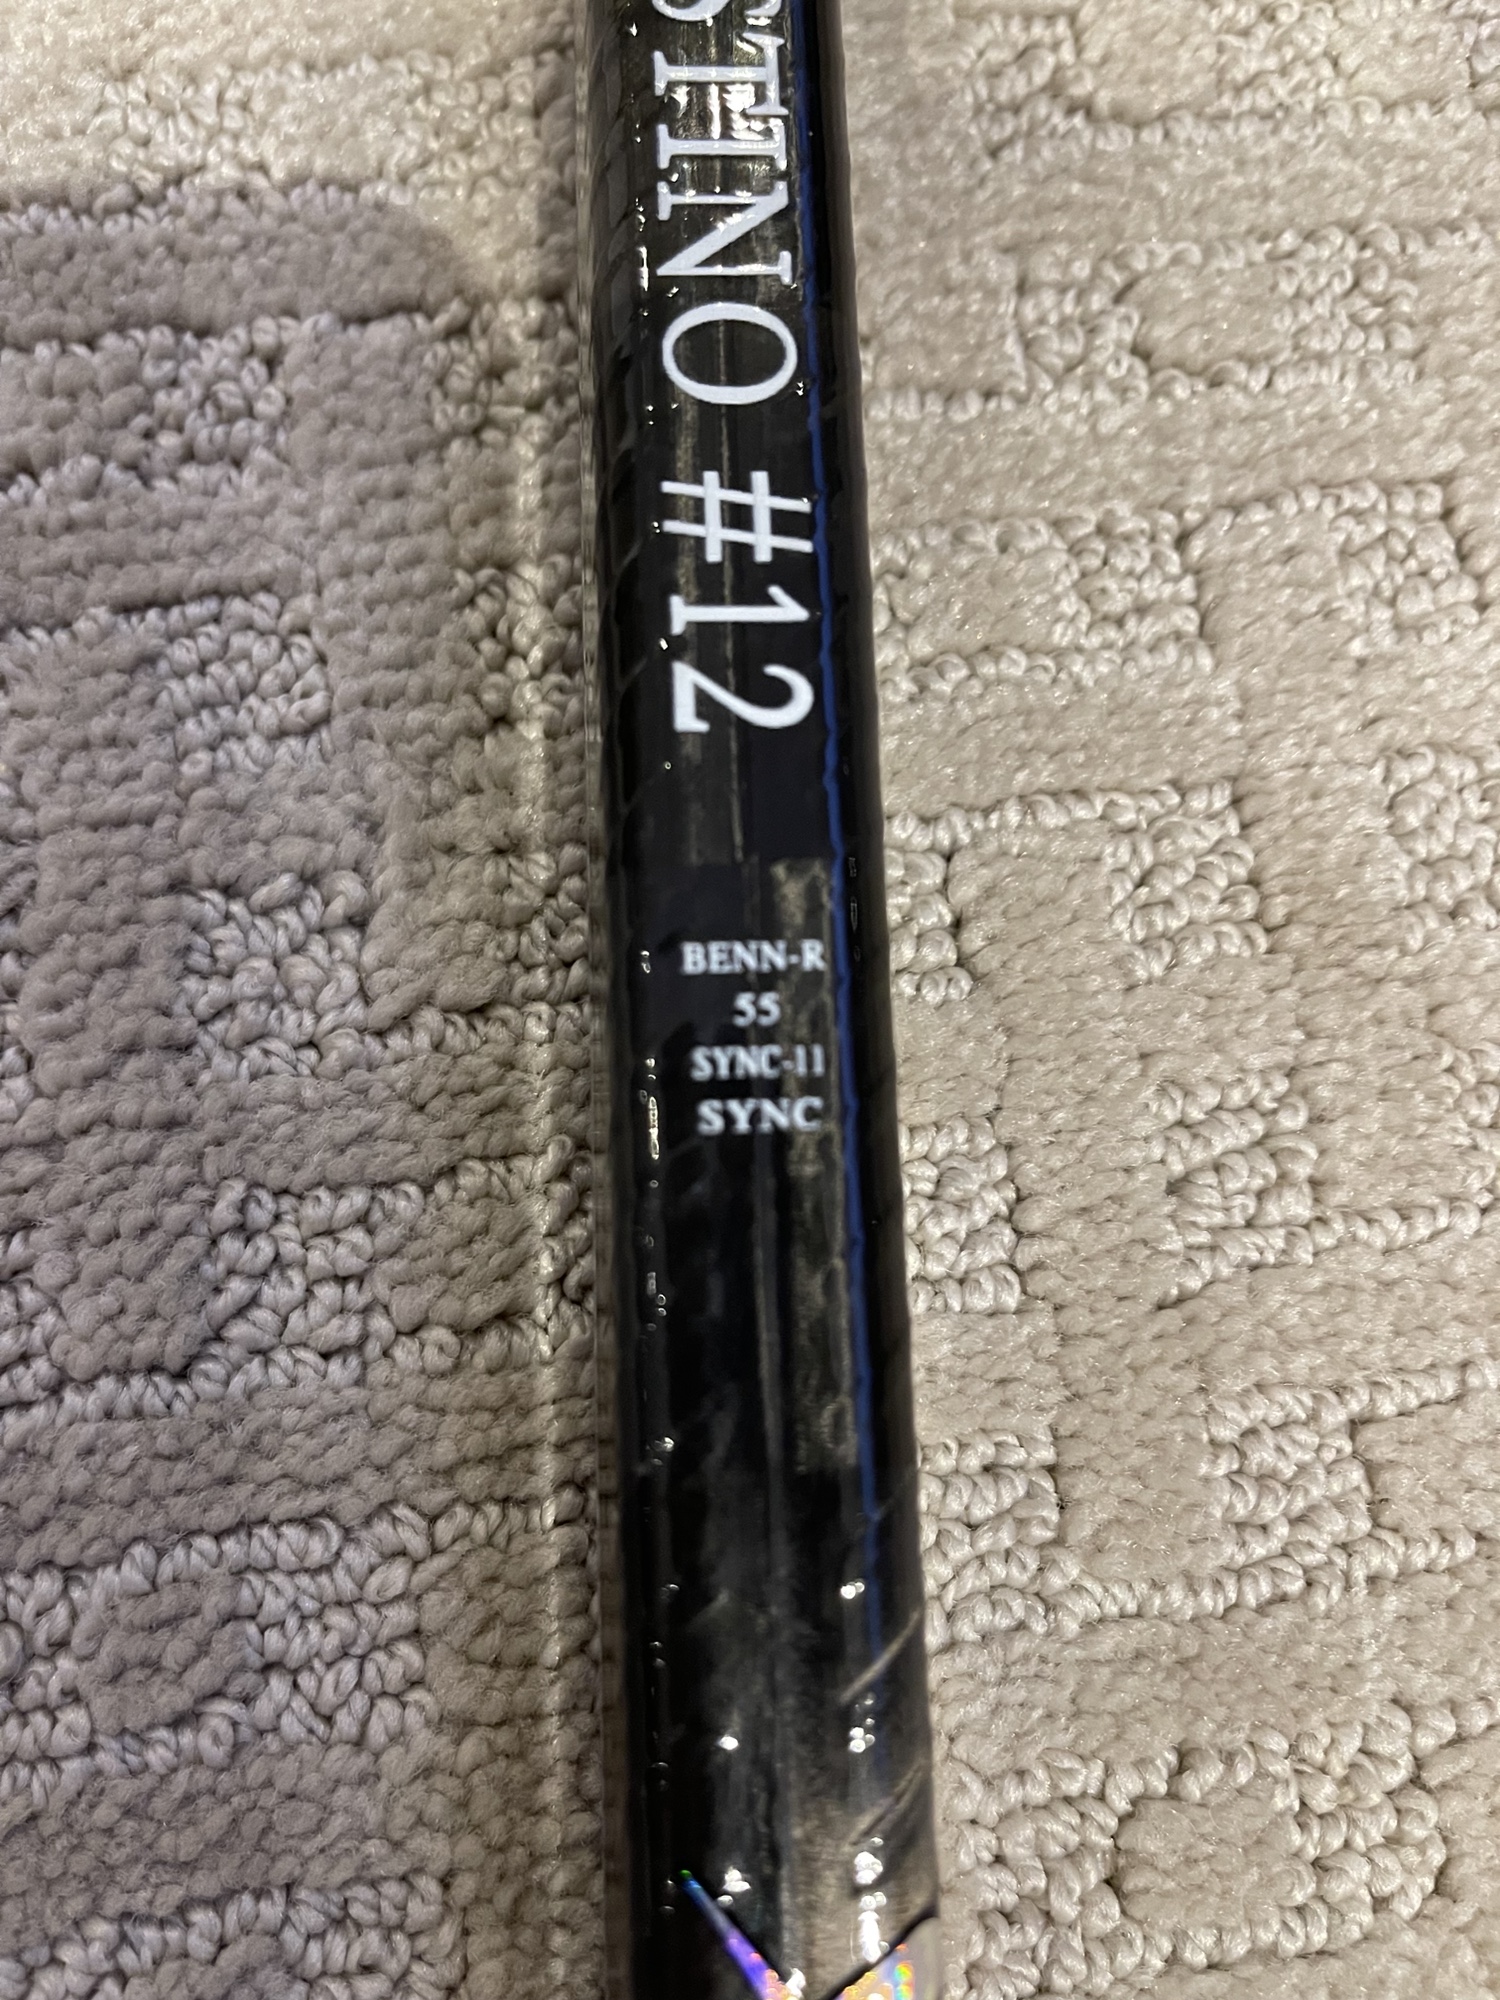 STINO #12
BENN-R
55
SYNC-11
SYNC